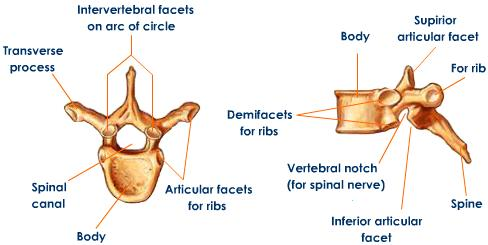 Intervertebral facets
on arc of circle
Transverse
process
Spinal
canal
Body
Articular facets
for ribs
Body
Supirior
articular facet
For rib
Demifacets
for ribs
Vertebral notch
(for spinal nerve)
Inferior articular
facet
Spine